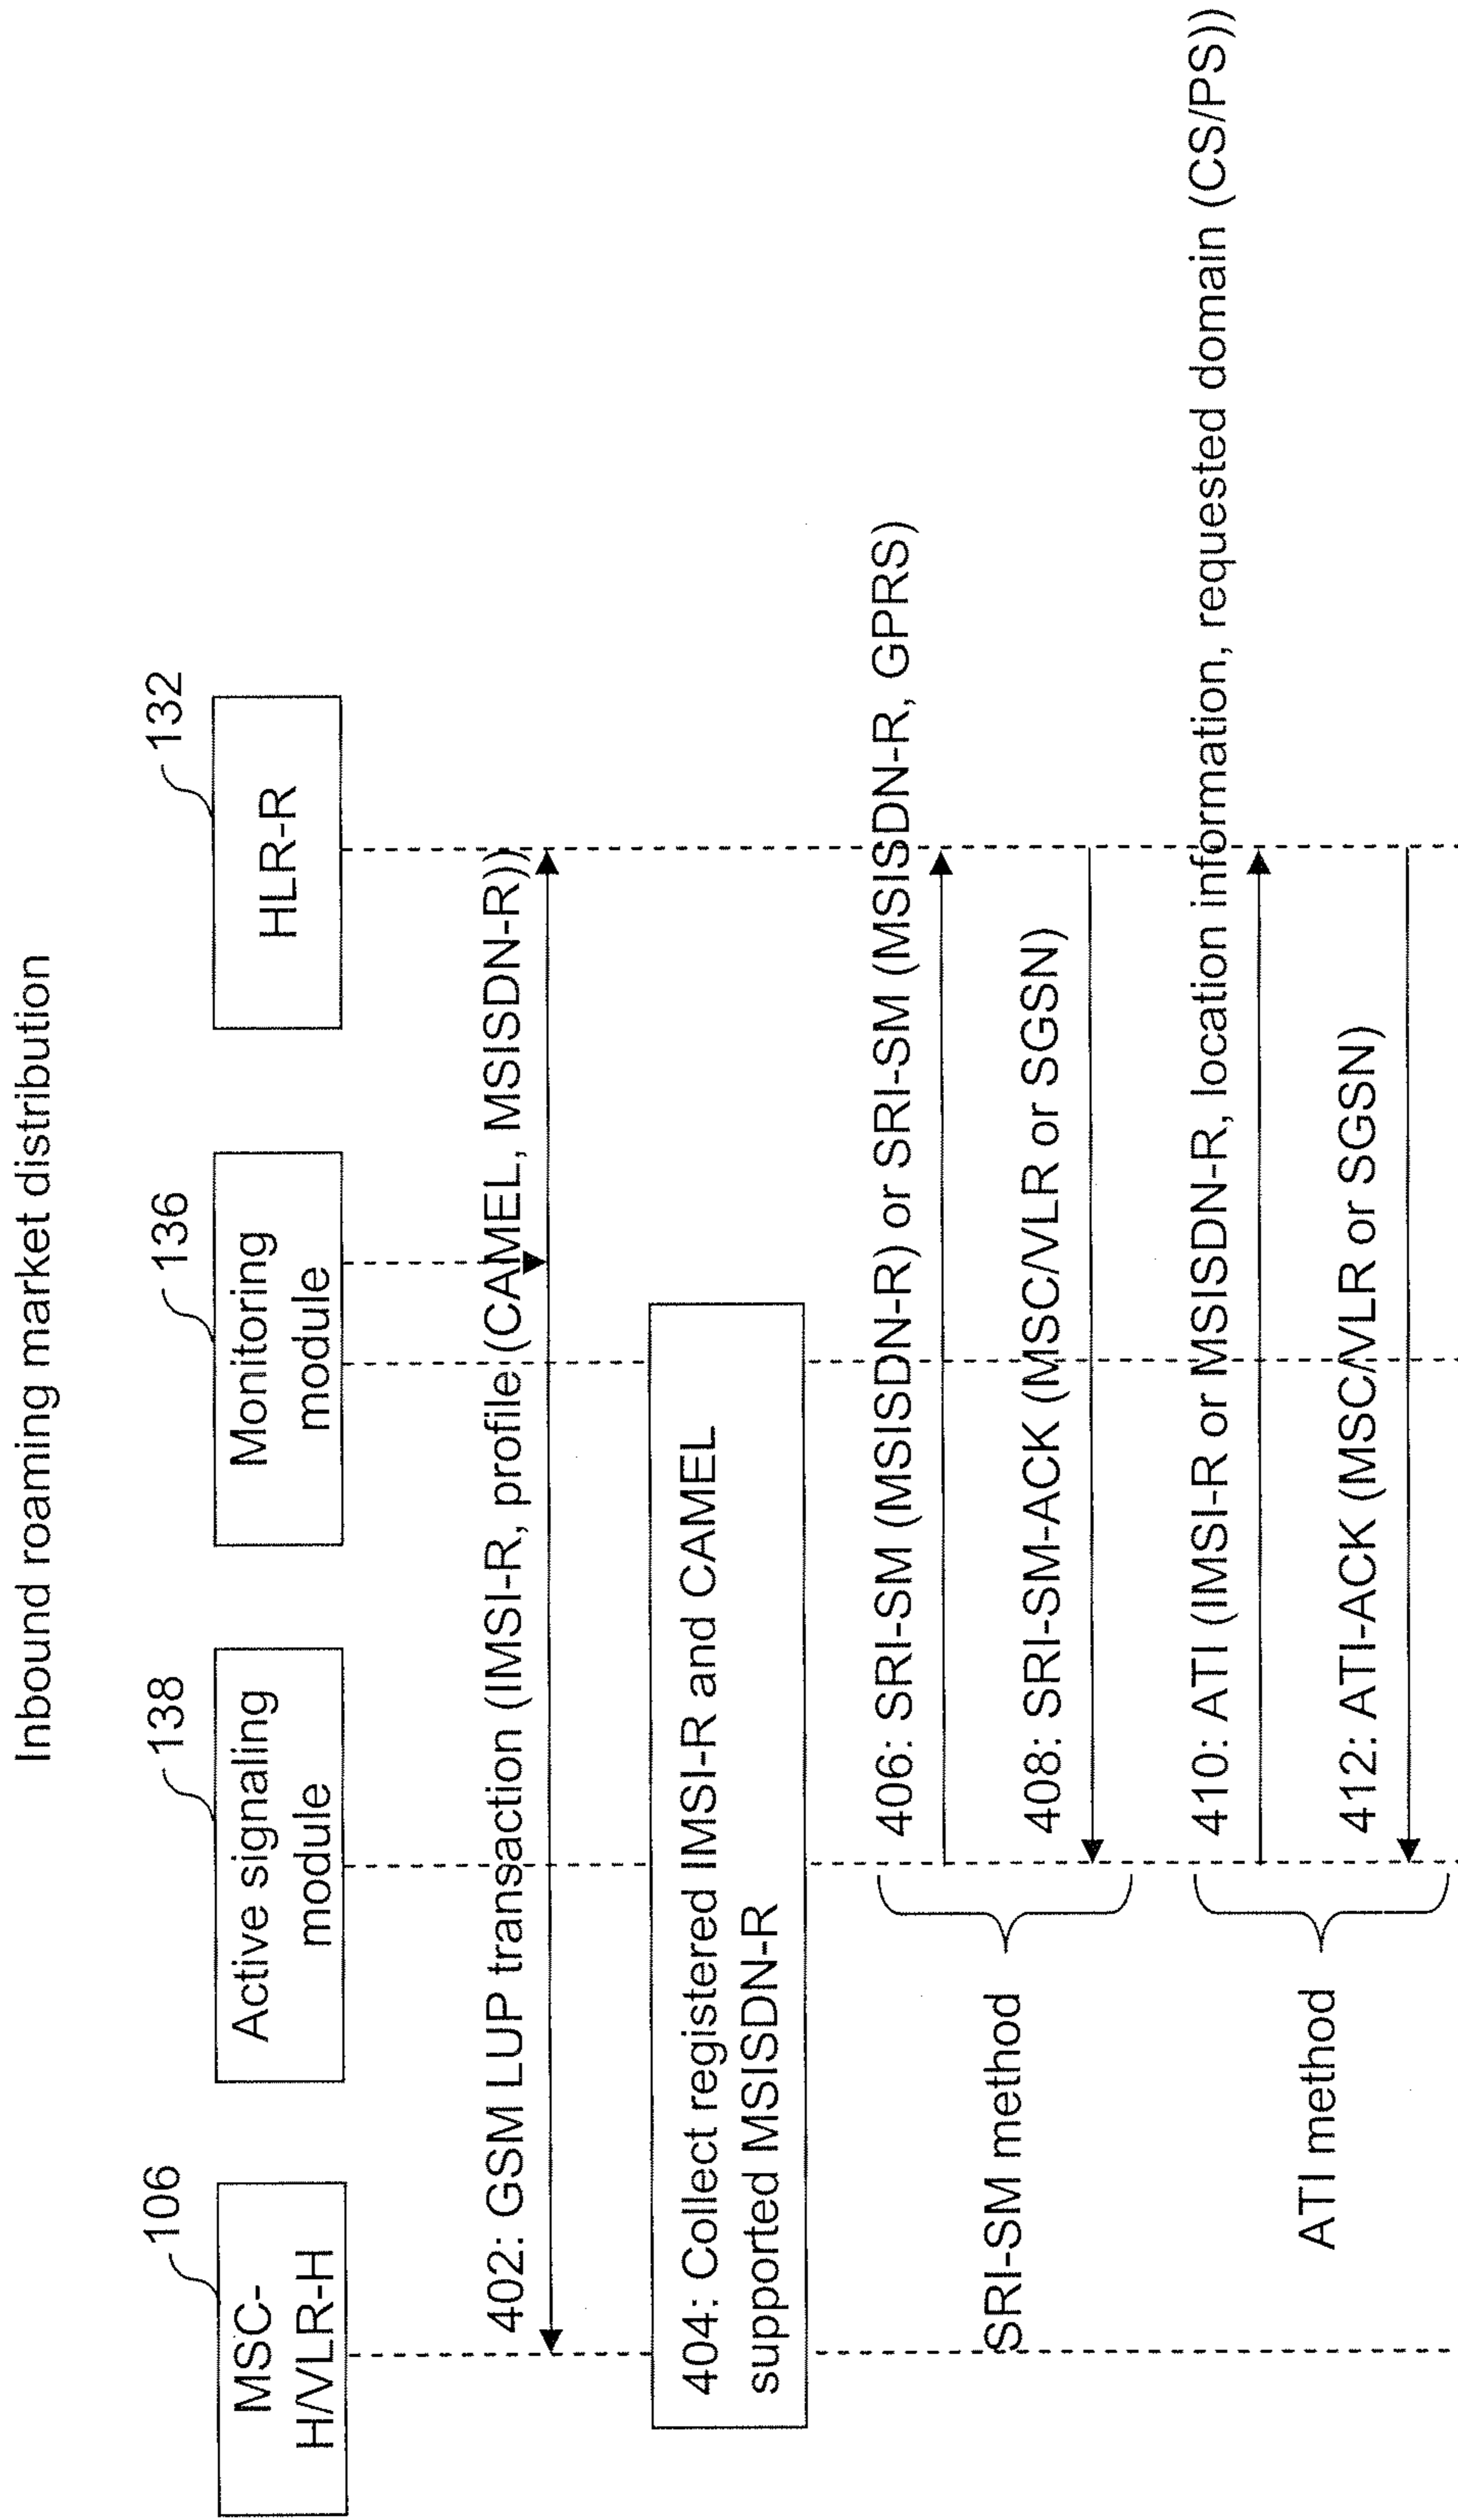 Inbound roaming market distribution
106
138
136
132
MSC-
H/VLR-H
Active signaling
module
Monitoring
module
HLR-R
402: GSM LUP transaction (IMSI-R, profile (CAMEL, MSISDN-R))
404: Collect registered IMSI-R and CAMEL
supported MSISDN-R
406: SRI-SM (MSISDN-R) or SRI-SM (MSISDN-R, GPRS)
SRI-SM method
408: SRI-SM-ACK (MSC/VLR or SGSN)
410: ATI (IMSI-R or MSISDN-R, location information, requested domain (CS/PS))
ATI method
412: ATI-ACK (MSC/VLR or SGSN)